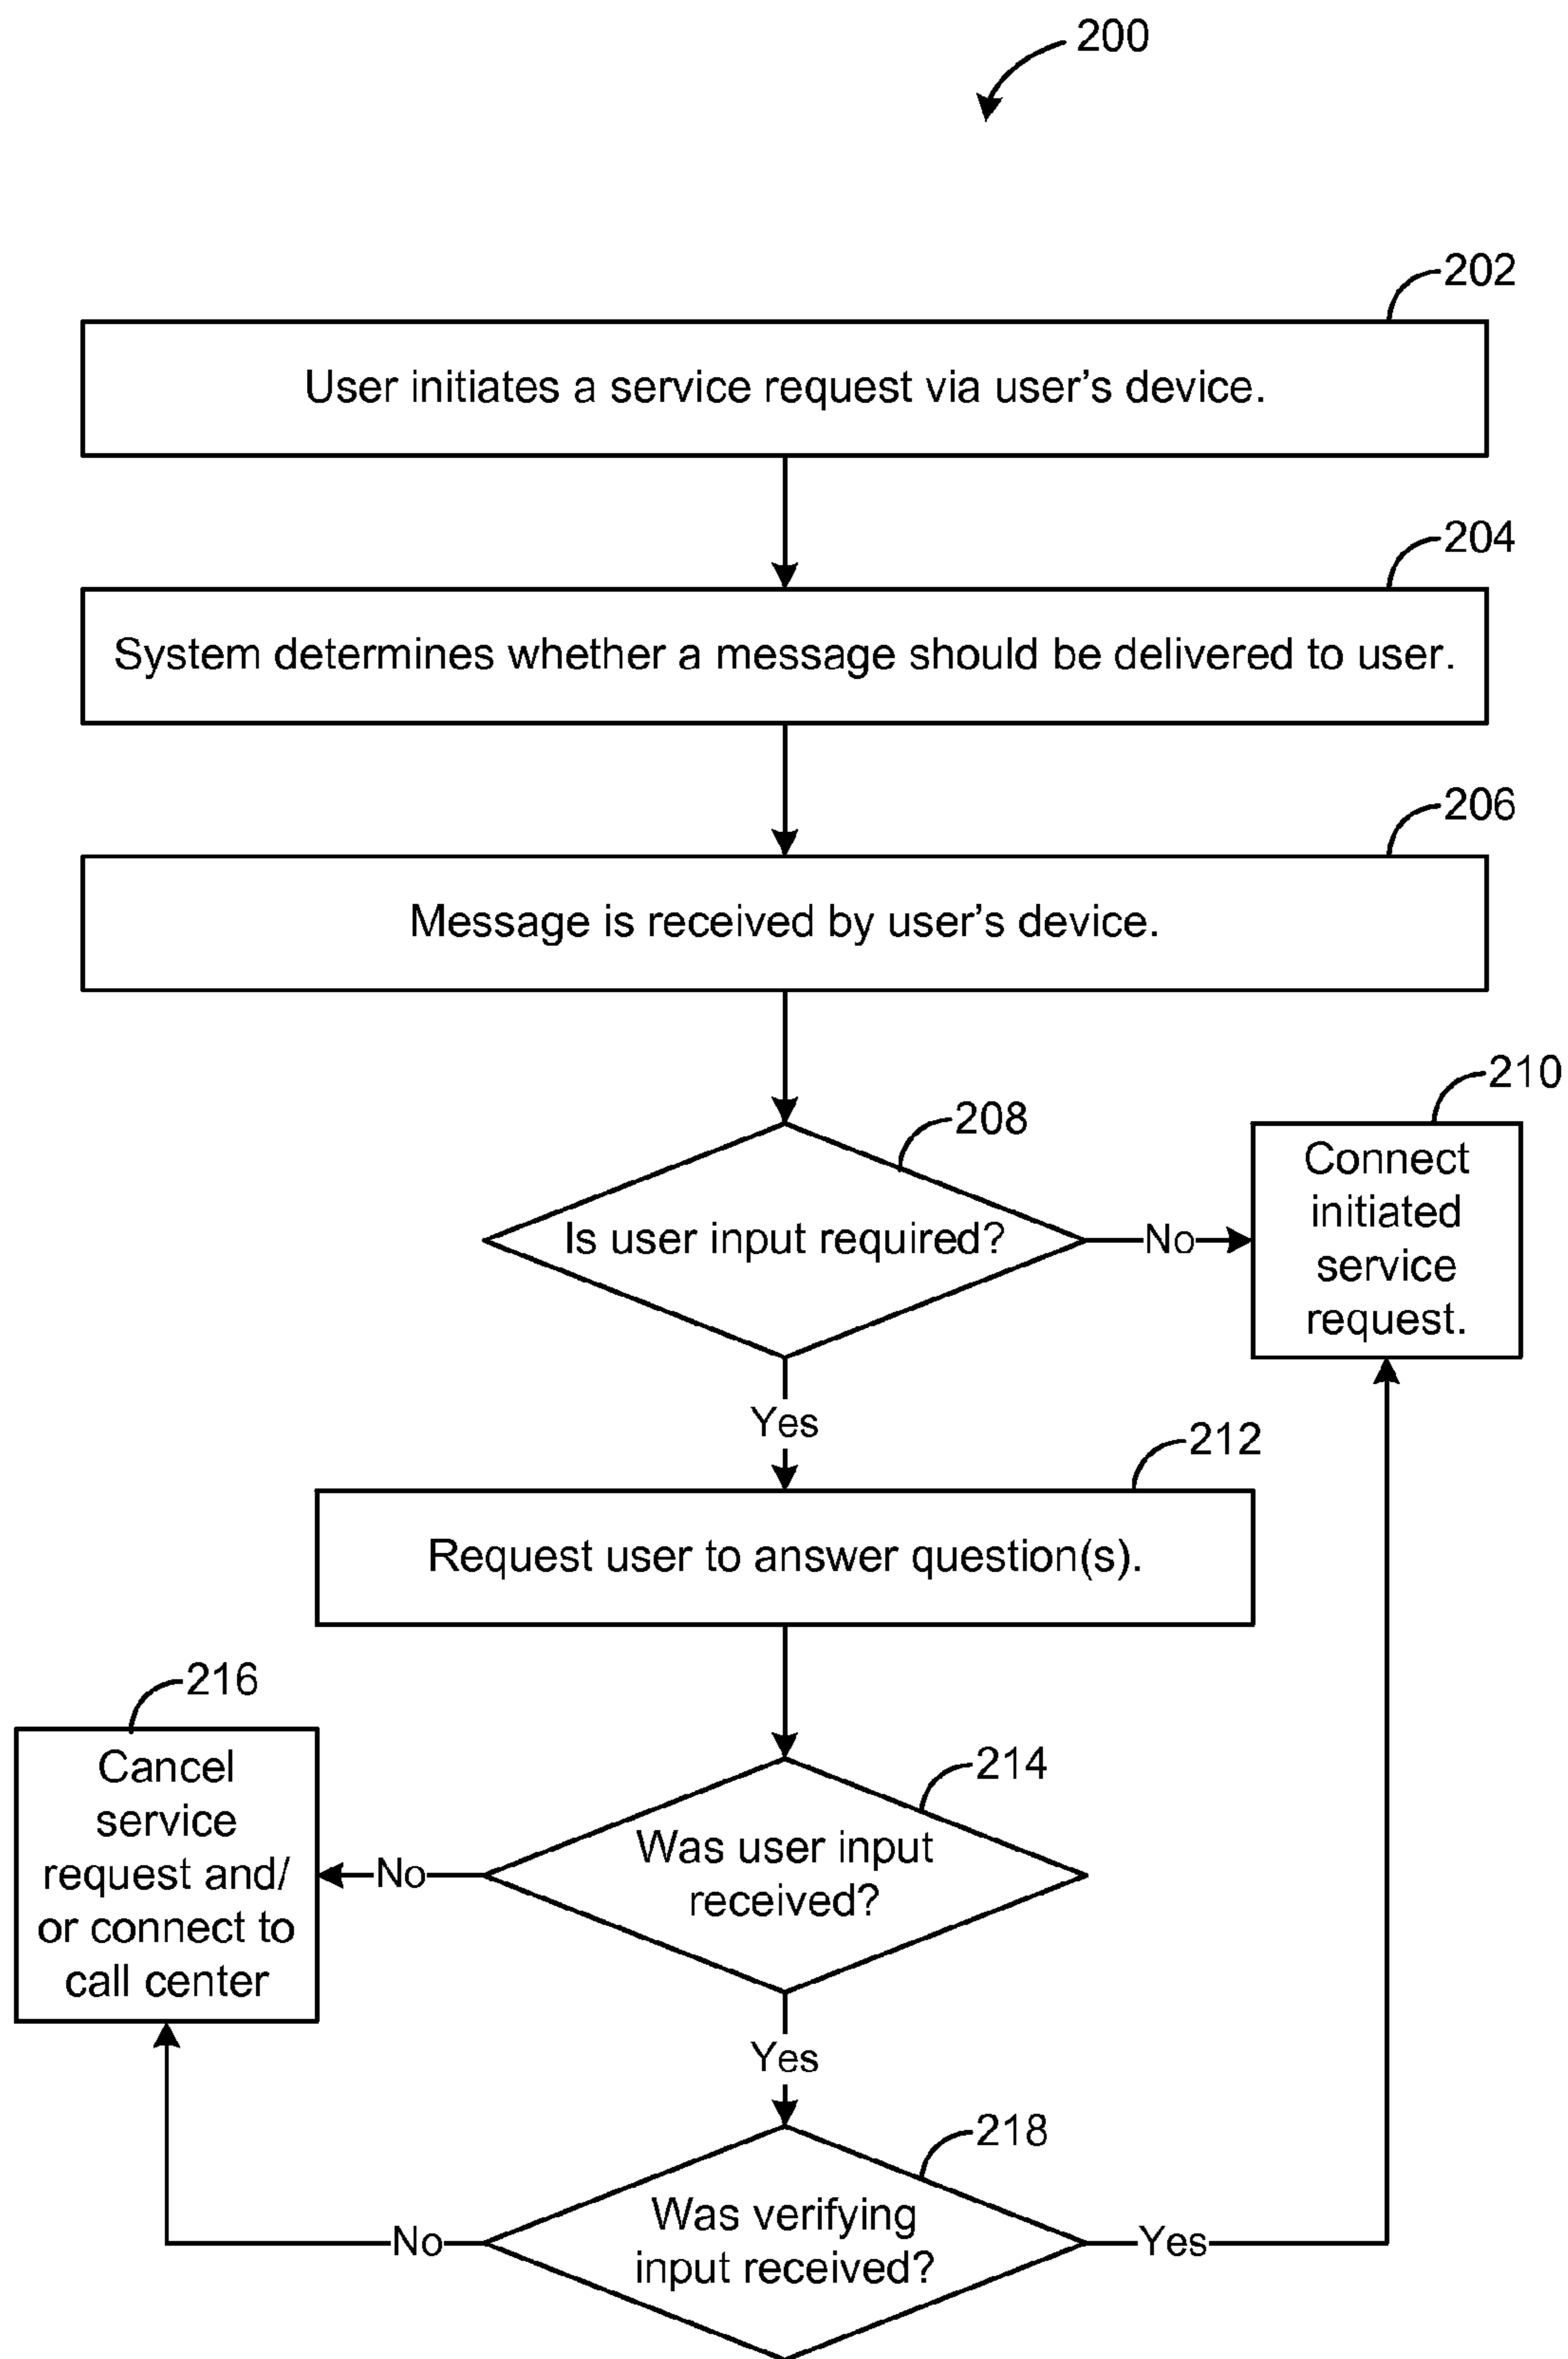 200
202
User initiates a service request via user's device.
204
System determines whether a message should be delivered to user.
206
Message is received by user's device.
208
Is user input required?
No
210
Connect
initiated
service
request.
Yes
212
Request user to answer question(s).
214
Was user input
received?
No
216
Cancel
service
request and/
or connect to
call center
Yes
218
Was verifying
input received?
No
Yes